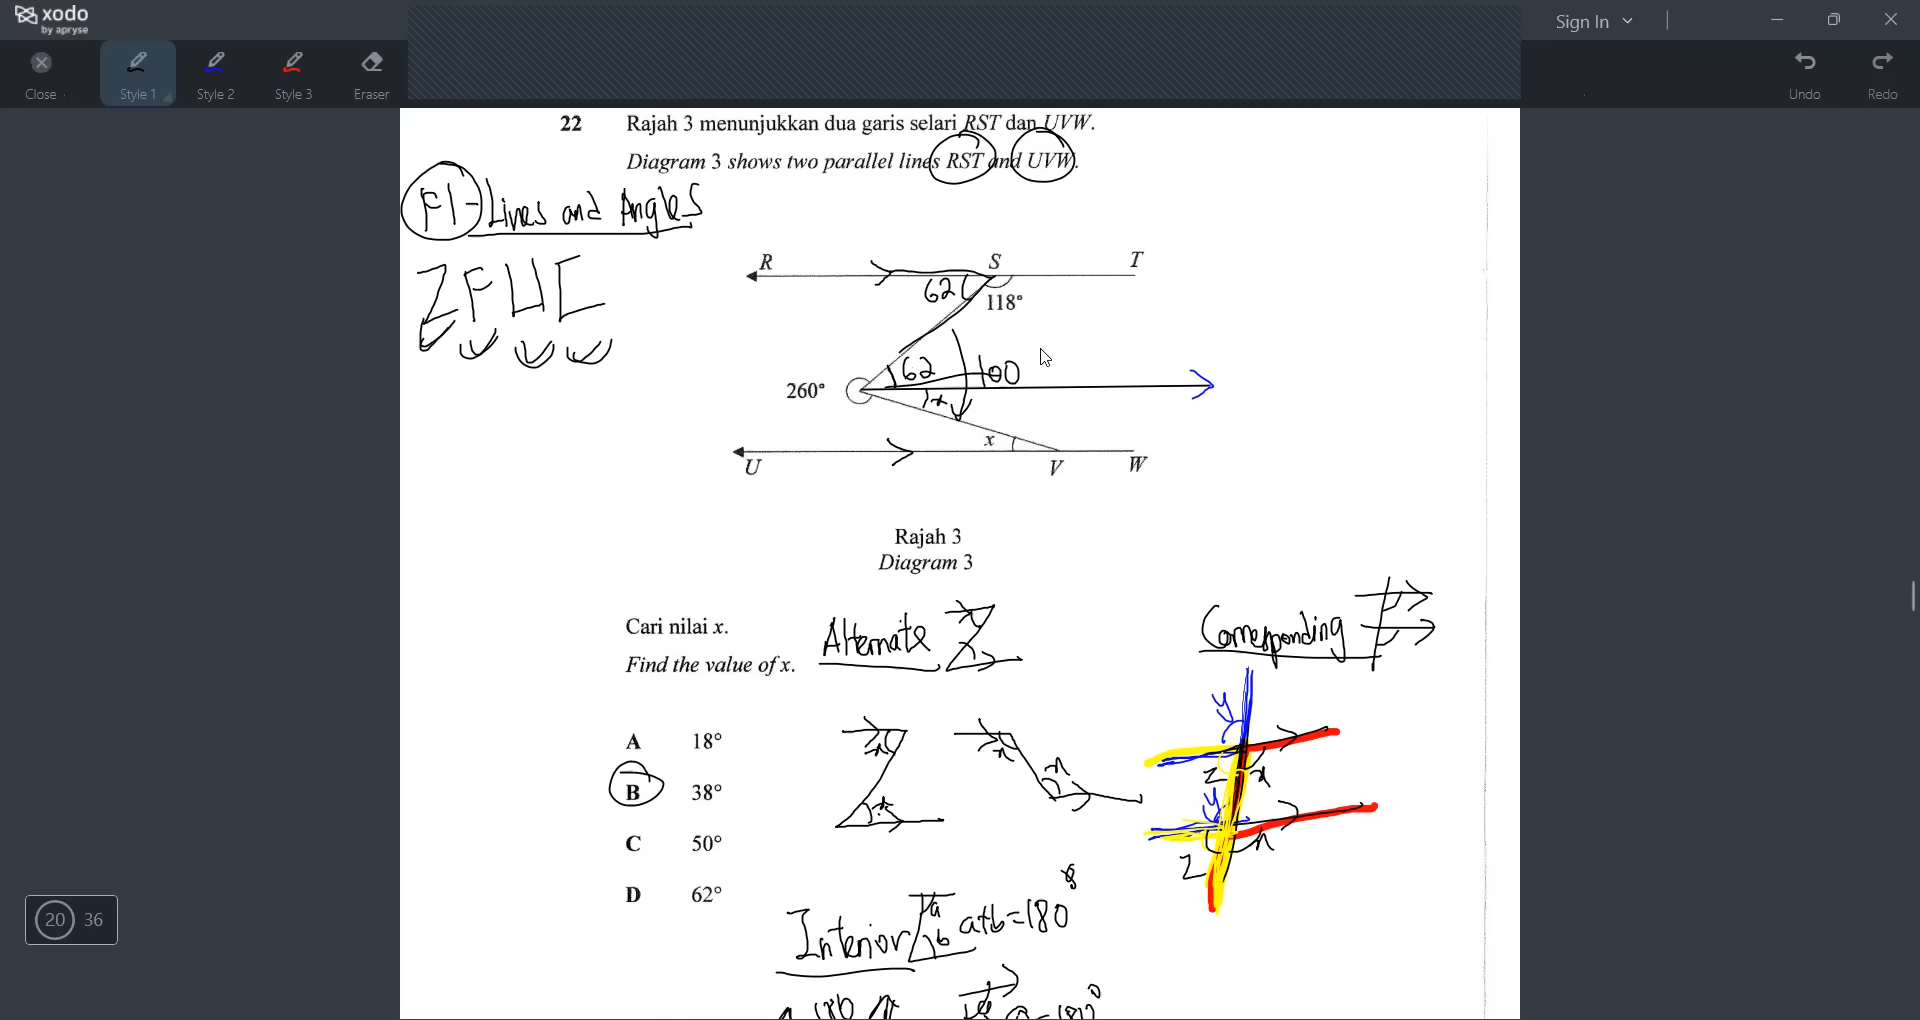 xodo
by apryse
Sign In
Close
Style 1
Style 2
Style 3
Eraser
Undo
Redo
22 Rajah 3 menunjukkan dua garis selari RST dan UVW.
Diagram 3 shows two parallel lines RST and UVW.
F1 - Lines and Angles
Z F U C
R S T
62
118°
62
100
260°
x
x
U V W
Rajah 3
Diagram 3
Cari nilai x.
Find the value of x.
Alternate
Corresponding
A 18°
B 38°
C 50°
D 62°
x
x
x
x
y
z x
y
z x
Interior
a
b
a+b=180°
20 36